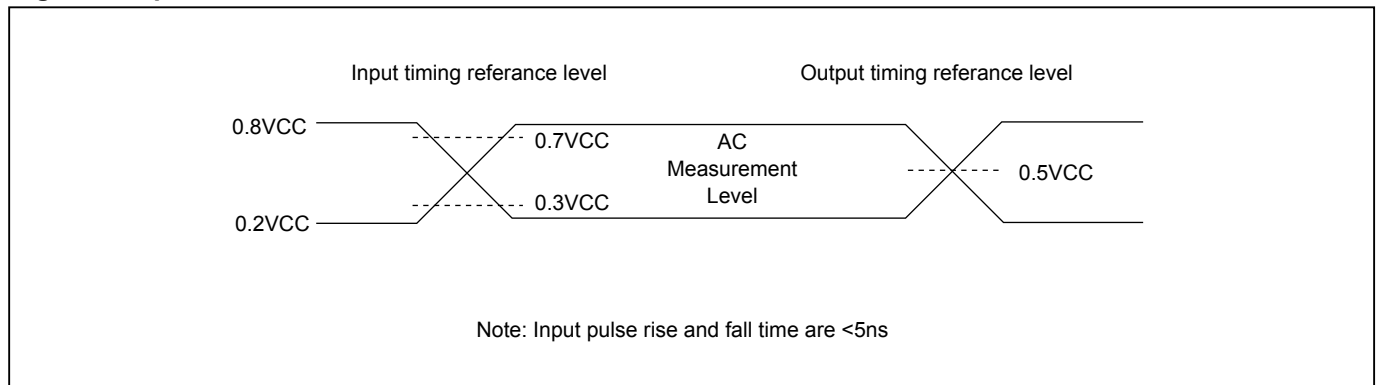 Input timing referance level
Output timing referance level
0.8VCC
0.7VCC
AC
Measurement
Level
0.5VCC
0.3VCC
0.2VCC
Note: Input pulse rise and fall time are <5ns